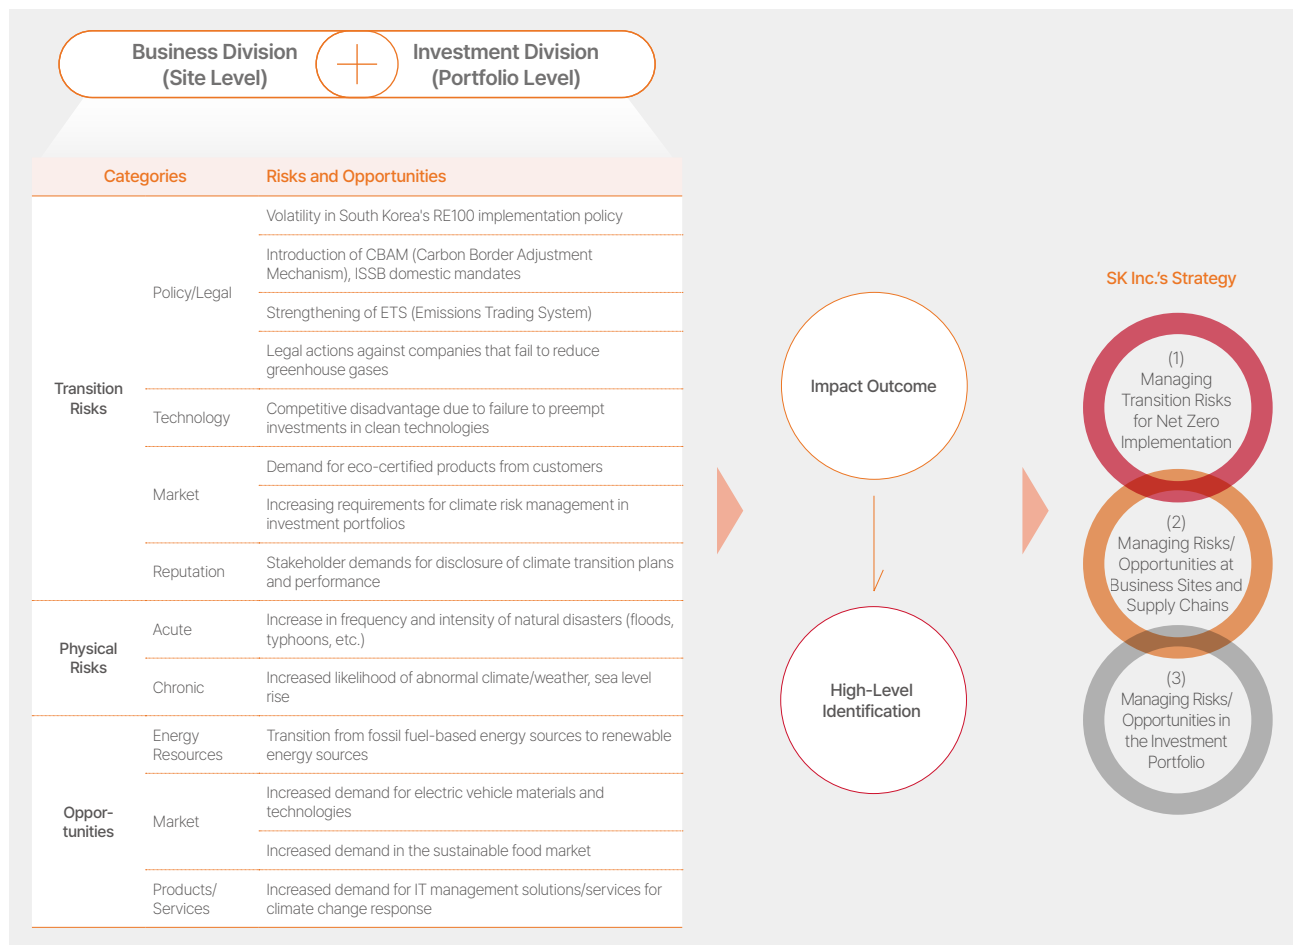 Business Division
(Site Level)
Investment Division
(Portfolio Level)
Categories
Risks and Opportunities
Transition
Risks
Policy/Legal
Volatility in South Korea's RE100 implementation policy
Introduction of CBAM (Carbon Border Adjustment
Mechanism), ISSB domestic mandates
Strengthening of ETS (Emissions Trading System)
Legal actions against companies that fail to reduce
greenhouse gases
Technology
Competitive disadvantage due to failure to preempt
investments in clean technologies
Market
Demand for eco-certified products from customers
Increasing requirements for climate risk management in
investment portfolios
Reputation
Stakeholder demands for disclosure of climate transition plans
and performance
Physical
Risks
Acute
Increase in frequency and intensity of natural disasters (floods,
typhoons, etc.)
Chronic
Increased likelihood of abnormal climate/weather, sea level
rise
Oppor-
tunities
Energy
Resources
Transition from fossil fuel-based energy sources to renewable
energy sources
Market
Increased demand for electric vehicle materials and
technologies
Increased demand in the sustainable food market
Products/
Services
Increased demand for IT management solutions/services for
climate change response
Impact Outcome
High-Level
Identification
SK Inc.'s Strategy
(1)
Managing
Transition Risks
for Net Zero
Implementation
(2)
Managing Risks/
Opportunities at
Business Sites and
Supply Chains
(3)
Managing Risks/
Opportunities in
the Investment
Portfolio